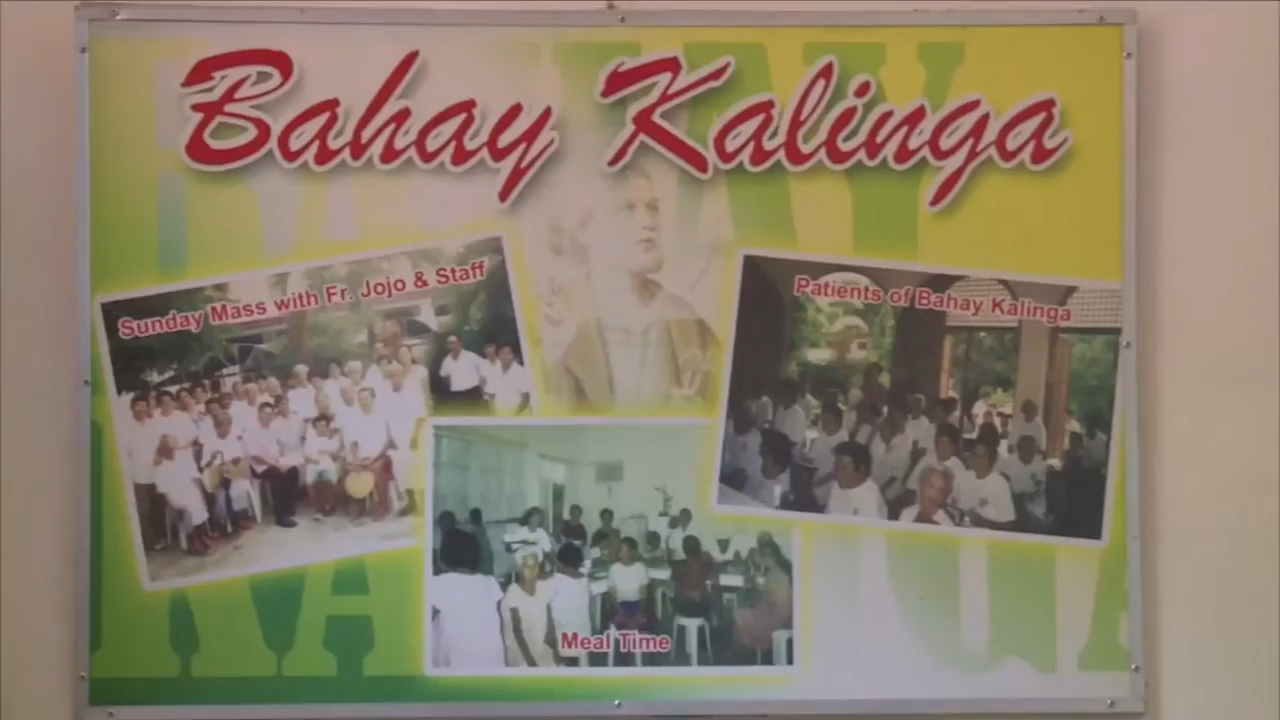 Bahay Kalinga
Sunday Mass with Fr. Jojo & Staff
Patients of Bahay Kalinga
Meal Time